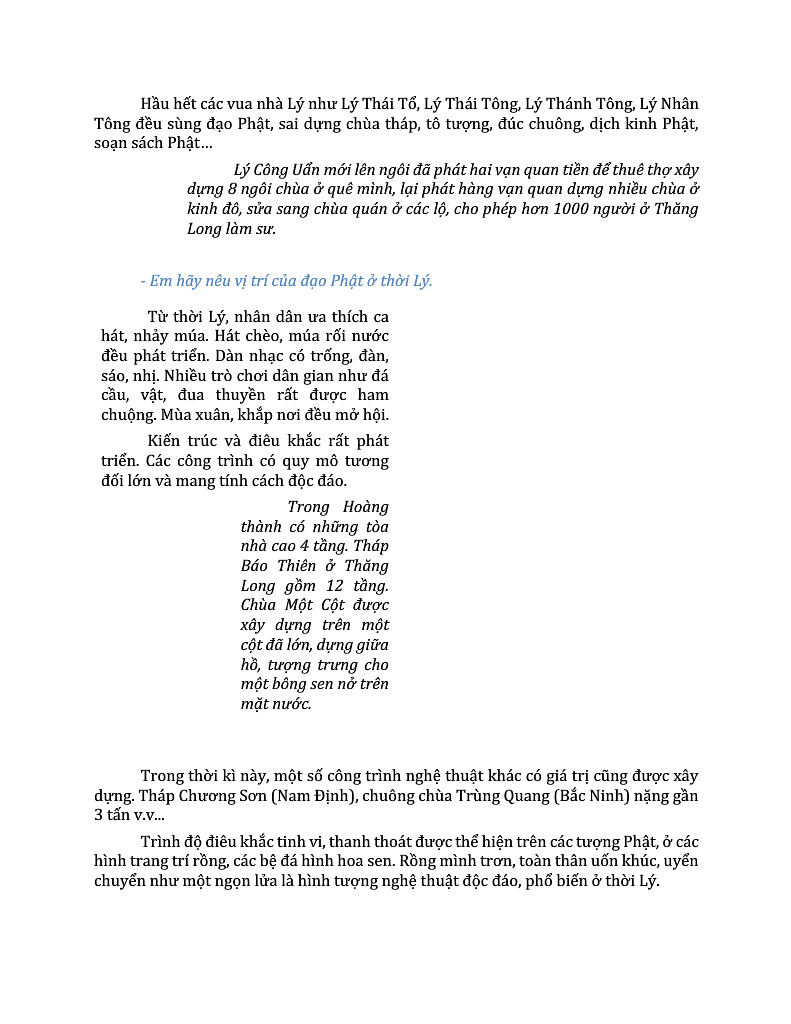 Hầu hết các vua nhà Lý như Lý Thái Tổ, Lý Thái Tông, Lý Thánh Tông, Lý Nhân
Tông đều sùng đạo Phật, sai dựng chùa tháp, tô tượng, đúc chuông, dịch kinh Phật,
soạn sách Phật...
Lý Công Uẩn mới lên ngôi đã phát hai vạn quan tiền để thuê thợ xây
dựng 8 ngôi chùa ở quê mình, lại phát hàng vạn quan dựng nhiều chùa ở
kinh đô, sửa sang chùa quán ở các lộ, cho phép hơn 1000 người ở Thăng
Long làm sư.
- Em hãy nêu vị trí của đạo Phật ở thời Lý.
Từ thời Lý, nhân dân ưa thích ca
hát, nhảy múa. Hát chèo, múa rối nước
đều phát triển. Dàn nhạc có trống, đàn,
sáo, nhị. Nhiều trò chơi dân gian như đá
cầu, vật, đua thuyền rất được ham
chuộng. Mùa xuân, khắp nơi đều mở hội.
Kiến trúc và điêu khắc rất phát
triển. Các công trình có quy mô tương
đối lớn và mang tính cách độc đáo.
Trong Hoàng
thành có những tòa
nhà cao 4 tầng. Tháp
Báo Thiên ở Thăng
Long gồm 12 tầng.
Chùa Một Cột được
xây dựng trên một
cột đã lớn, dựng giữa
hồ, tượng trưng cho
một bông sen nở trên
mặt nước.
Trong thời kì này, một số công trình nghệ thuật khác có giá trị cũng được xây
dựng. Tháp Chương Sơn (Nam Định), chuông chùa Trùng Quang (Bắc Ninh) nặng gần
3 tấn v.v...
Trình độ điêu khắc tinh vi, thanh thoát được thể hiện trên các tượng Phật, ở các
hình trang trí rồng, các bệ đá hình hoa sen. Rồng mình trơn, toàn thân uốn khúc, uyển
chuyển như một ngọn lửa là hình tượng nghệ thuật độc đáo, phổ biến ở thời Lý.